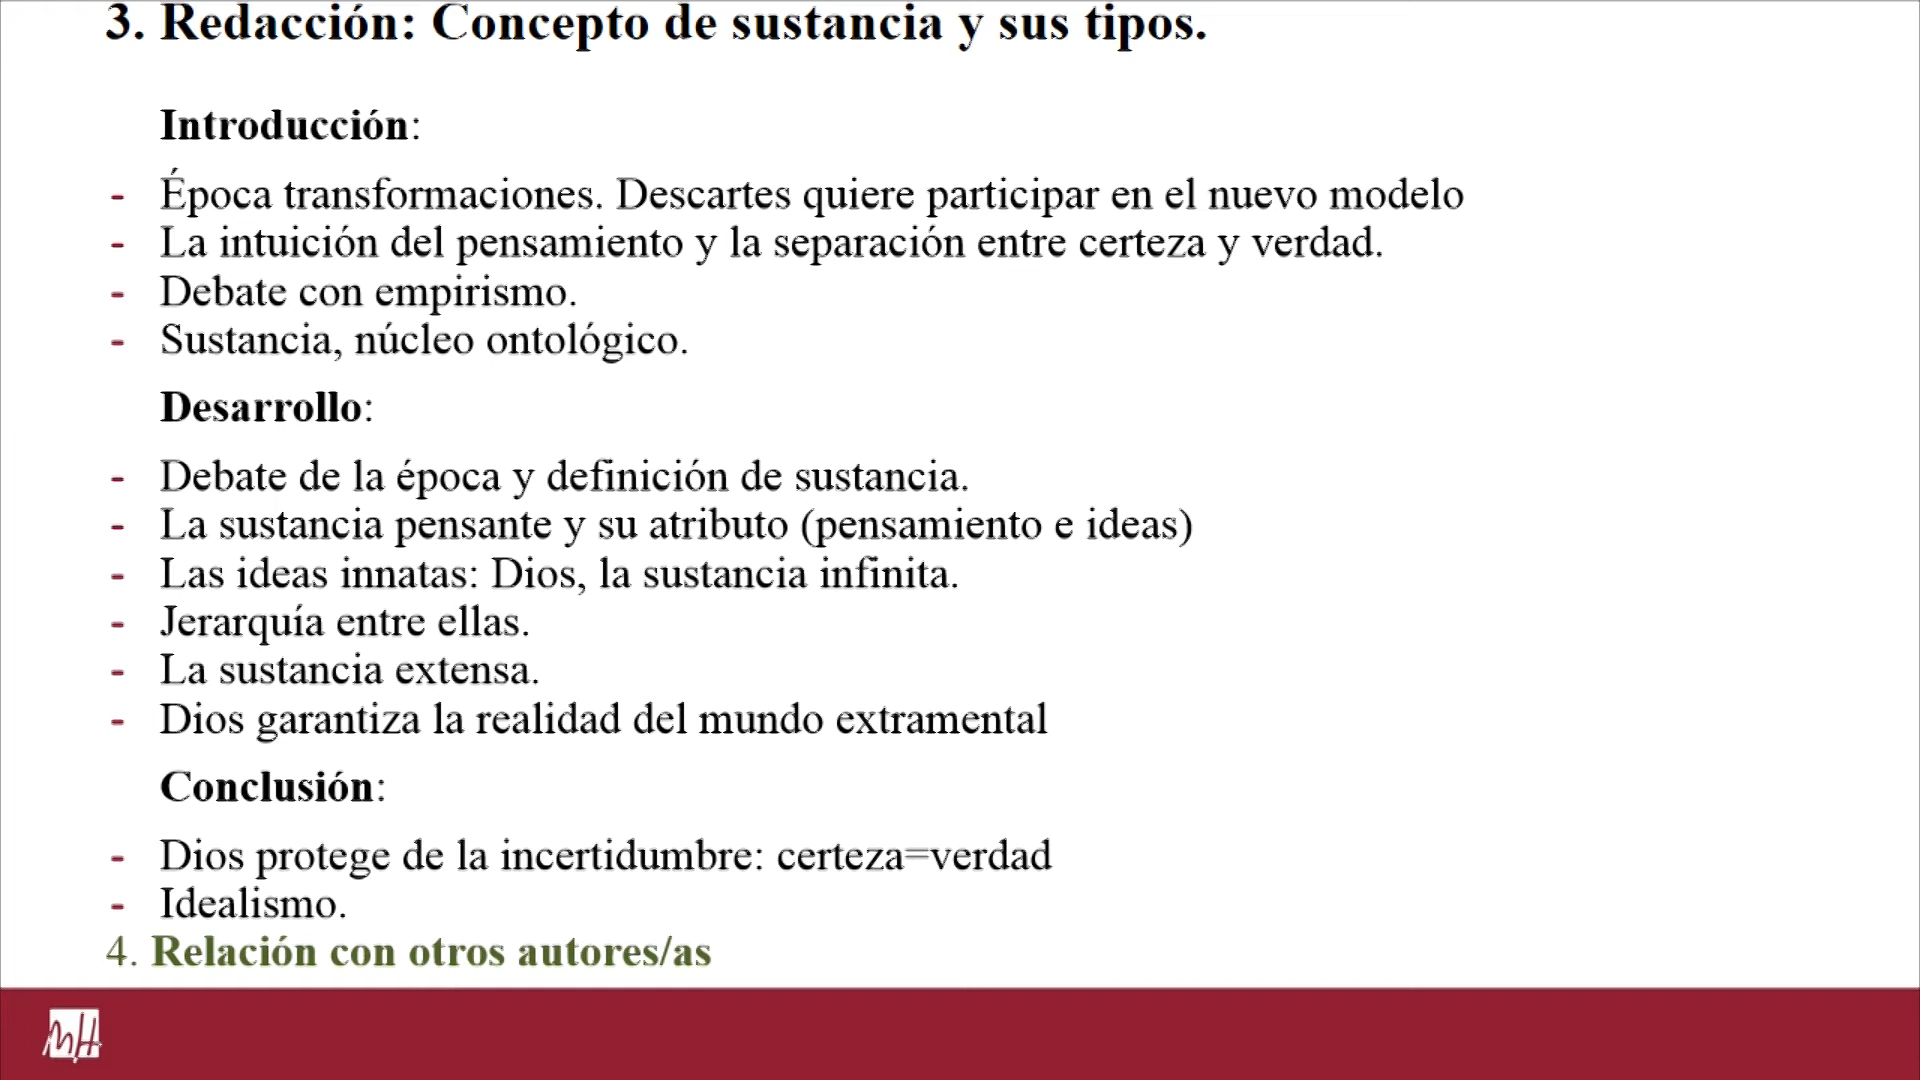 3. Redacción: Concepto de sustancia y sus tipos.
Introducción:
- Época transformaciones. Descartes quiere participar en el nuevo modelo
- La intuición del pensamiento y la separación entre certeza y verdad.
- Debate con empirismo.
- Sustancia, núcleo ontológico.
Desarrollo:
- Debate de la época y definición de sustancia.
- La sustancia pensante y su atributo (pensamiento e ideas)
- Las ideas innatas: Dios, la sustancia infinita.
- Jerarquía entre ellas.
- La sustancia extensa.
- Dios garantiza la realidad del mundo extramental
Conclusión:
- Dios protege de la incertidumbre: certeza=verdad
- Idealismo.
4. Relación con otros autores/as
MH